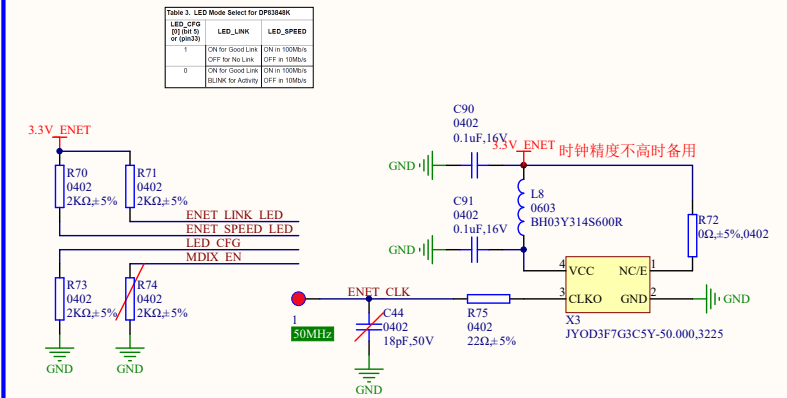 Table 3. LED Mode Select for DP83848K
LED_CFG [0] (bit 5) or (pin33) LED_LINK LED_SPEED
1 ON for Good Link ON in 100Mb/s
OFF for No Link OFF in 10Mb/s
0 ON for Good Link ON in 100Mb/s
BLINK for Activity OFF in 10Mb/s
3.3V_ENET
R70
0402
2KΩ,±5%
R71
0402
2KΩ,±5%
ENET_LINK_LED
ENET_SPEED_LED
LED_CFG
MDIX_EN
R73
0402
2KΩ,±5%
R74
0402
2KΩ,±5%
GND
GND
C90
0402
0.1uF,16V
GND
3.3V_ENET
时钟精度不高时备用
C91
0402
0.1uF,16V
GND
L8
0603
BH03Y314S600R
R72
0Ω,±5%,0402
4 VCC NC/E 1
3 CLKO GND 2
GND
X3
JYOD3F7G3C5Y-50.000,3225
ENET_CLK
1
50MHz
C44
0402
18pF,50V
GND
R75
0402
22Ω,±5%